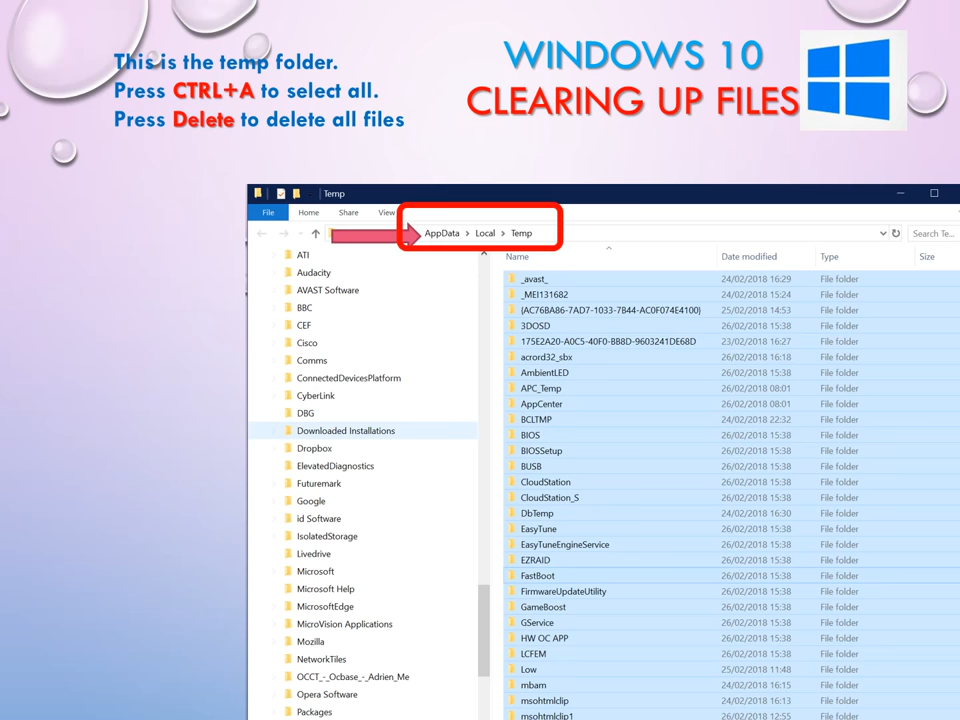 This is the temp folder.
Press CTRL+A to select all.
Press Delete to delete all files
WINDOWS 10
CLEARING UP FILES
Temp
File Home Share View
AppData > Local > Temp
Search Te...
ATI
Audacity
AVAST Software
BBC
CEF
Cisco
Comms
ConnectedDevicesPlatform
CyberLink
DBG
Downloaded Installations
Dropbox
ElevatedDiagnostics
Futuremark
Google
id Software
IsolatedStorage
Livedrive
Microsoft
Microsoft Help
MicrosoftEdge
MicroVision Applications
Mozilla
NetworkTiles
OCCT_-_Ocbase_-_Adrien_Me
Opera Software
Packages
Name Date modified Type Size
_avast_ 24/02/2018 16:29 File folder
_MEI131682 24/02/2018 15:24 File folder
{AC76BA86-7AD7-1033-7B44-AC0F074E4100} 25/02/2018 14:53 File folder
3DOSD 26/02/2018 15:38 File folder
175E2A20-A0C5-40F0-BB8D-9603241DE68D 23/02/2018 16:27 File folder
acrord32_sbx 26/02/2018 16:18 File folder
AmbientLED 26/02/2018 15:38 File folder
APC_Temp 26/02/2018 08:01 File folder
AppCenter 26/02/2018 08:01 File folder
BCLTMP 24/02/2018 22:32 File folder
BIOS 26/02/2018 15:38 File folder
BIOSSetup 26/02/2018 15:38 File folder
BUSB 26/02/2018 15:38 File folder
CloudStation 26/02/2018 15:38 File folder
CloudStation_S 26/02/2018 15:38 File folder
DbTemp 24/02/2018 16:30 File folder
EasyTune 26/02/2018 15:38 File folder
EasyTuneEngineService 26/02/2018 15:38 File folder
EZRAID 26/02/2018 15:38 File folder
FastBoot 26/02/2018 15:38 File folder
FirmwareUpdateUtility 26/02/2018 15:38 File folder
GameBoost 26/02/2018 15:38 File folder
GService 26/02/2018 15:38 File folder
HW OC APP 26/02/2018 15:38 File folder
LCFEM 26/02/2018 15:38 File folder
Low 25/02/2018 11:48 File folder
mbam 24/02/2018 16:15 File folder
msohtmlclip 24/02/2018 15:38 File folder
msohtmlclip1 26/02/2018 12:55 File folder